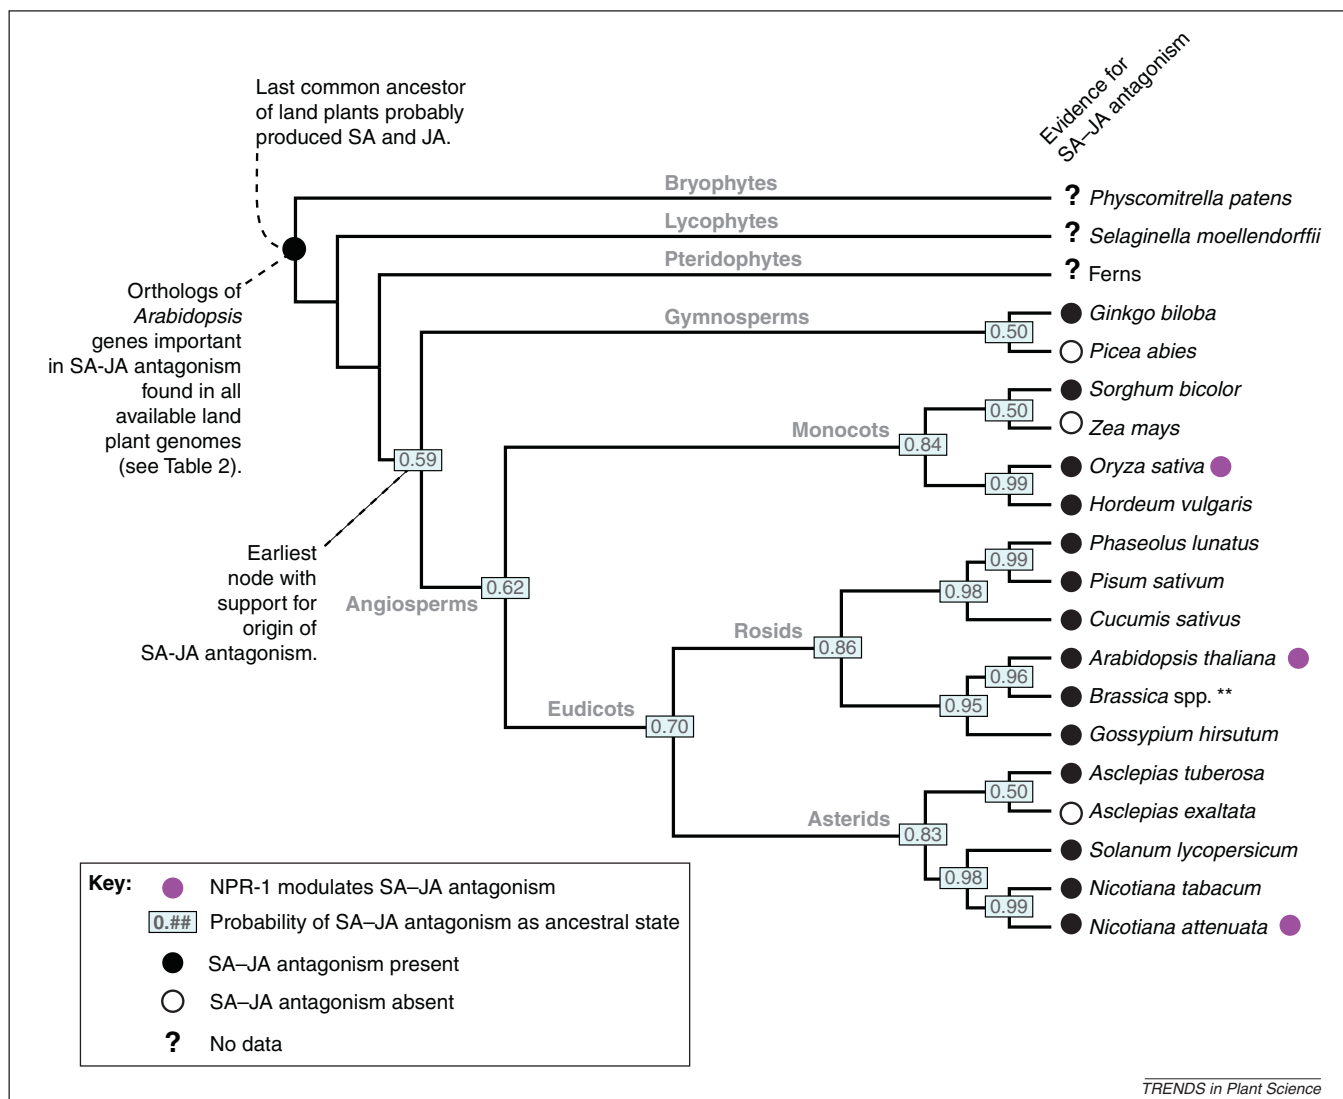 Evidence for
SA–JA antagonism
Last common ancestor
of land plants probably
produced SA and JA.
Bryophytes
? Physcomitrella patens
Lycophytes
? Selaginella moellendorffii
Pteridophytes
? Ferns
Orthologs of
Arabidopsis
genes important
in SA-JA antagonism
found in all
available land
plant genomes
(see Table 2).
Gymnosperms
0.50
Ginkgo biloba
Picea abies
Monocots
0.84
0.50
Sorghum bicolor
Zea mays
0.99
Oryza sativa
Hordeum vulgaris
0.59
Earliest
node with
support for
origin of
SA-JA antagonism.
Angiosperms
0.62
Rosids
0.86
0.98
0.99
Phaseolus lunatus
Pisum sativum
Cucumis sativus
0.95
0.96
Arabidopsis thaliana
Brassica spp. **
Gossypium hirsutum
Eudicots
0.70
Asterids
0.83
0.50
Asclepias tuberosa
Asclepias exaltata
0.98
Solanum lycopersicum
0.99
Nicotiana tabacum
Nicotiana attenuata
Key:
NPR-1 modulates SA–JA antagonism
0.## Probability of SA–JA antagonism as ancestral state
SA–JA antagonism present
SA–JA antagonism absent
? No data
TRENDS in Plant Science